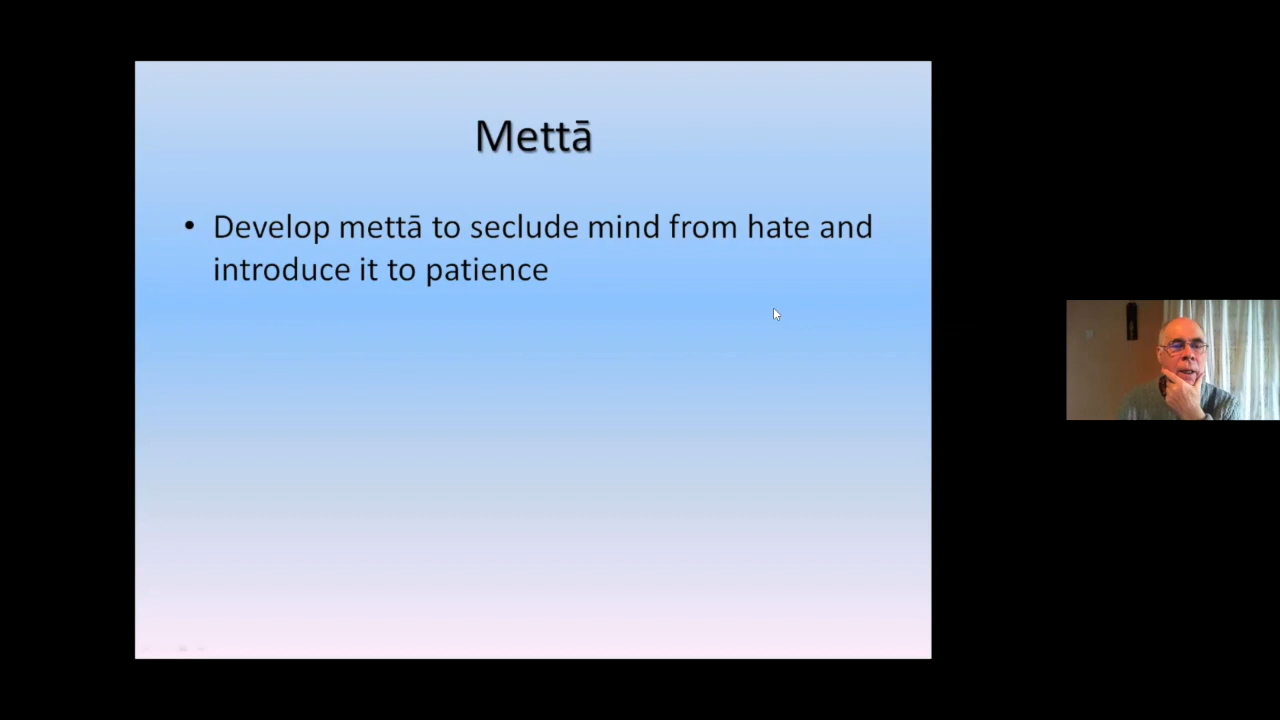 Mettā
• Develop mettā to seclude mind from hate and
introduce it to patience